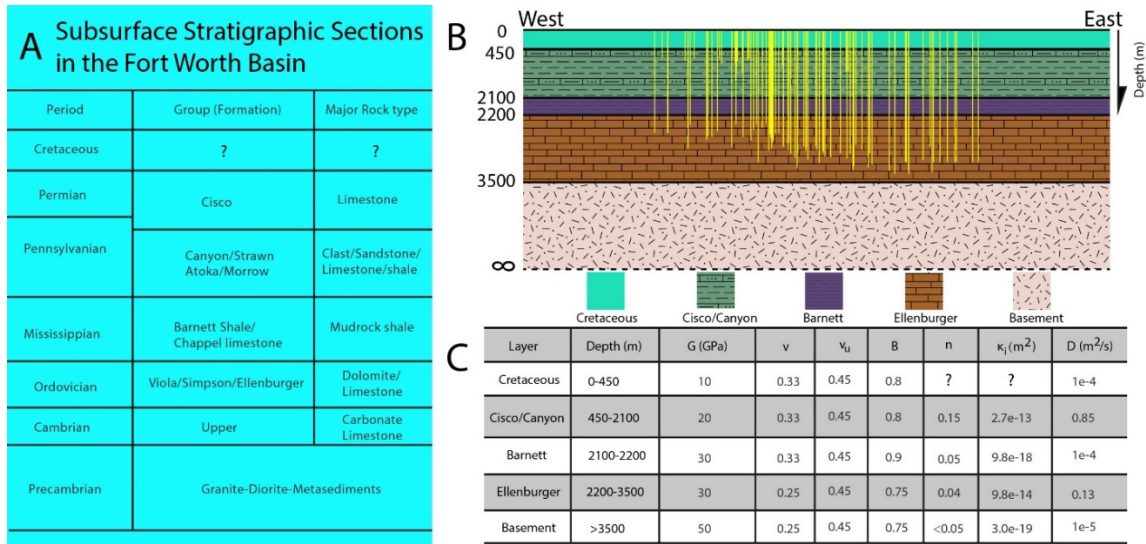 A
Subsurface Stratigraphic Sections
in the Fort Worth Basin
Period Group (Formation) Major Rock type
Cretaceous ? ?
Permian Cisco Limestone
Pennsylvanian Canyon/Strawn Atoka/Morrow Clast/Sandstone/ Limestone/shale
Mississippian Barnett Shale/ Chappel limestone Mudrock shale
Ordovician Viola/Simpson/Ellenburger Dolomite/ Limestone
Cambrian Upper Carbonate Limestone
Precambrian Granite-Diorite-Metasediments
B
West East
0
450
2100
2200
3500
∞
Depth (m)
Cretaceous Cisco/Canyon Barnett Ellenburger Basement
C
Layer Depth (m) G (GPa) ν νu B n κi(m²) D (m²/s)
Cretaceous 0-450 10 0.33 0.45 0.8 ? ? 1e-4
Cisco/Canyon 450-2100 20 0.33 0.45 0.8 0.15 2.7e-13 0.85
Barnett 2100-2200 30 0.33 0.45 0.9 0.05 9.8e-18 1e-4
Ellenburger 2200-3500 30 0.25 0.45 0.75 0.04 9.8e-14 0.13
Basement >3500 50 0.25 0.45 0.75 <0.05 3.0e-19 1e-5